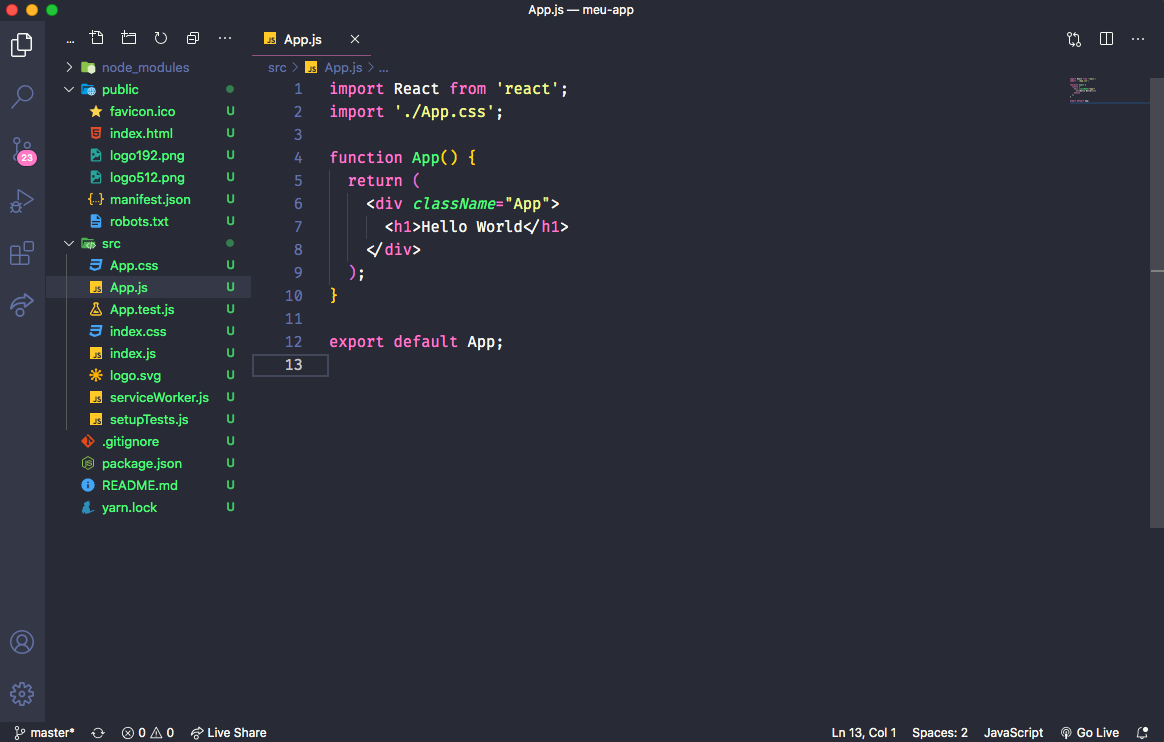 App.js — meu-app
App.js
node_modules
public
favicon.ico U
index.html U
logo192.png U
logo512.png U
manifest.json U
robots.txt U
src
App.css U
App.js U
App.test.js U
index.css U
index.js U
logo.svg U
serviceWorker.js U
setupTests.js U
.gitignore U
package.json U
README.md U
yarn.lock U
23
src > App.js > ...
1 import React from 'react';
2 import './App.css';
3
4 function App() {
5 return (
6 <div className="App">
7 <h1>Hello World</h1>
8 </div>
9 );
10 }
11
12 export default App;
13
master* 0 0 Live Share Ln 13, Col 1 Spaces: 2 JavaScript Go Live